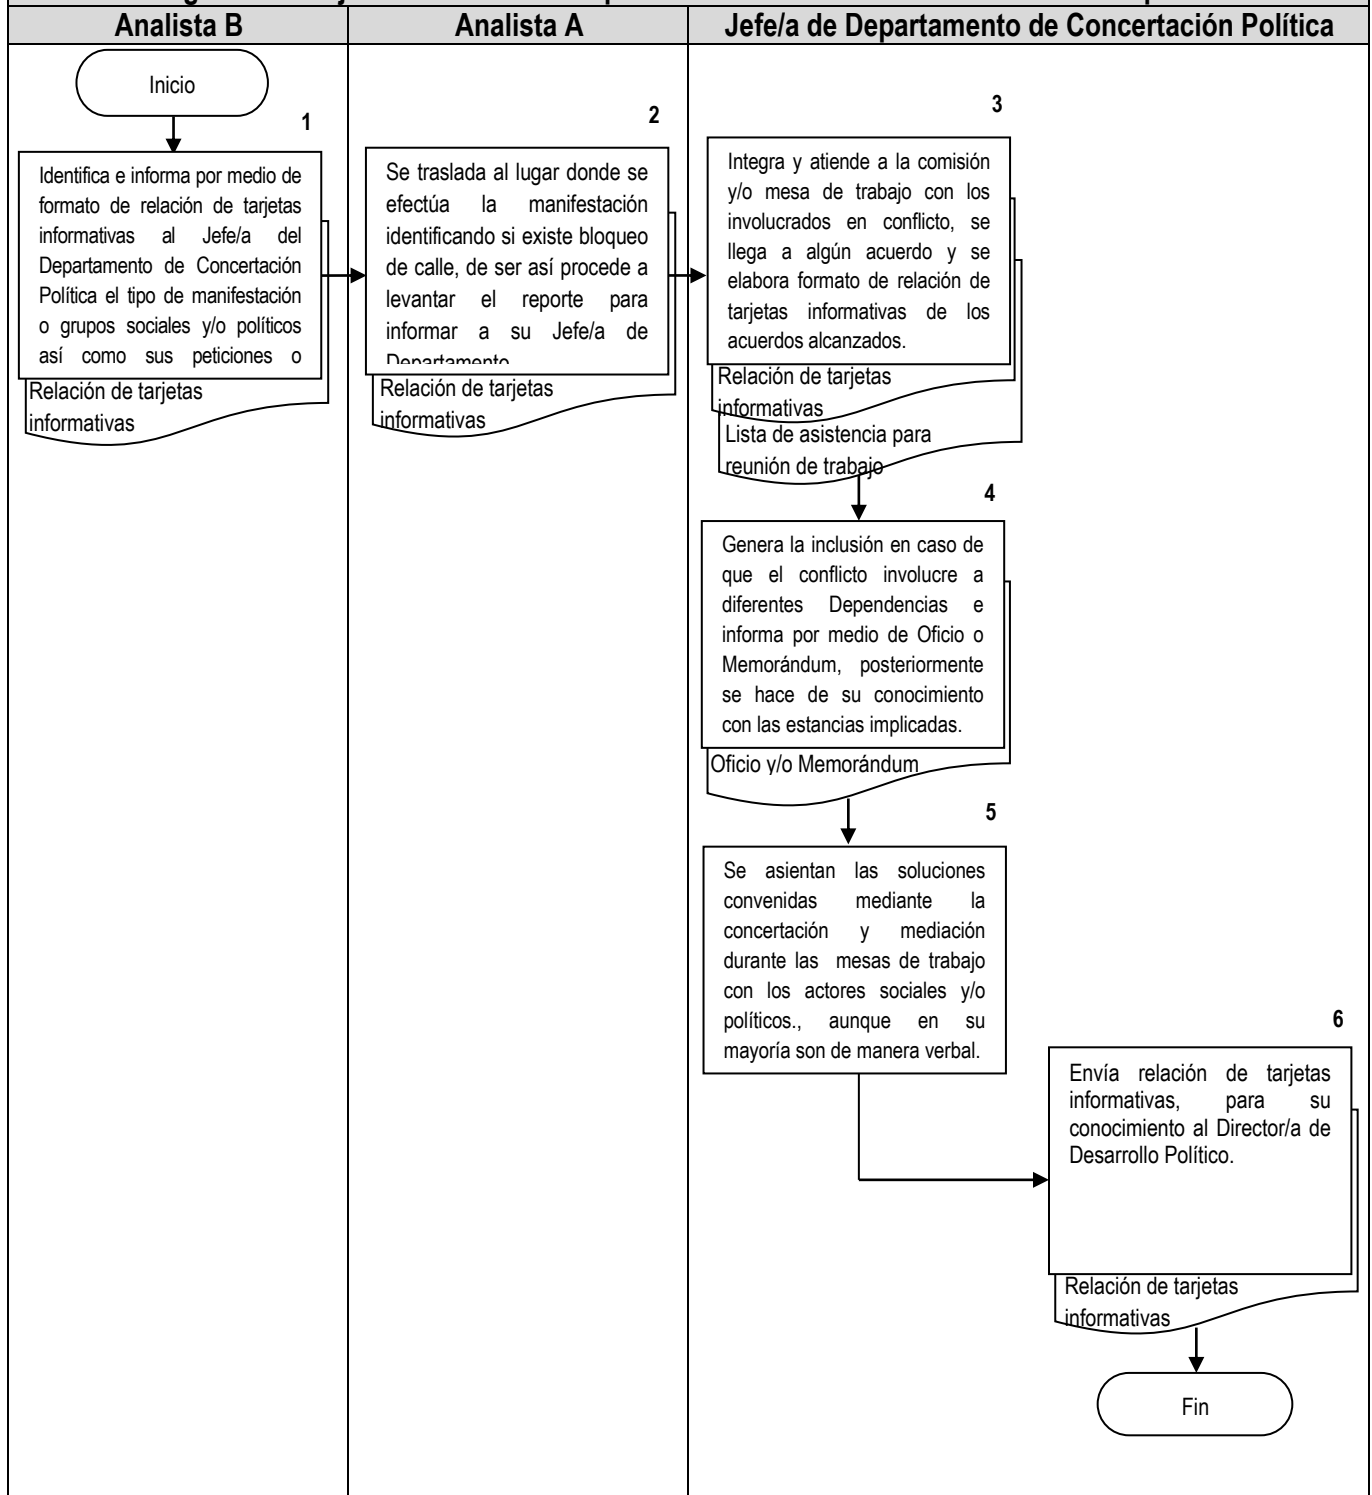 Analista B
Analista A
Jefe/a de Departamento de Concertación Política
Inicio
1
Identifica e informa por medio de
formato de relación de tarjetas
informativas al Jefe/a del
Departamento de Concertación
Política el tipo de manifestación
o grupos sociales y/o políticos
así como sus peticiones o
Relación de tarjetas
informativas
2
Se traslada al lugar donde se
efectúa la manifestación
identificando si existe bloqueo
de calle, de ser así procede a
levantar el reporte para
informar a su Jefe/a de
Departamento
Relación de tarjetas
informativas
3
Integra y atiende a la comisión
y/o mesa de trabajo con los
involucrados en conflicto, se
llega a algún acuerdo y se
elabora formato de relación de
tarjetas informativas de los
acuerdos alcanzados.
Relación de tarjetas
informativas
Lista de asistencia para
reunión de trabajo
4
Genera la inclusión en caso de
que el conflicto involucre a
diferentes Dependencias e
informa por medio de Oficio o
Memorándum, posteriormente
se hace de su conocimiento
con las estancias implicadas.
Oficio y/o Memorándum
5
Se asientan las soluciones
convenidas mediante la
concertación y mediación
durante las mesas de trabajo
con los actores sociales y/o
políticos., aunque en su
mayoría son de manera verbal.
6
Envía relación de tarjetas
informativas, para su
conocimiento al Director/a de
Desarrollo Político.
Relación de tarjetas
informativas
Fin